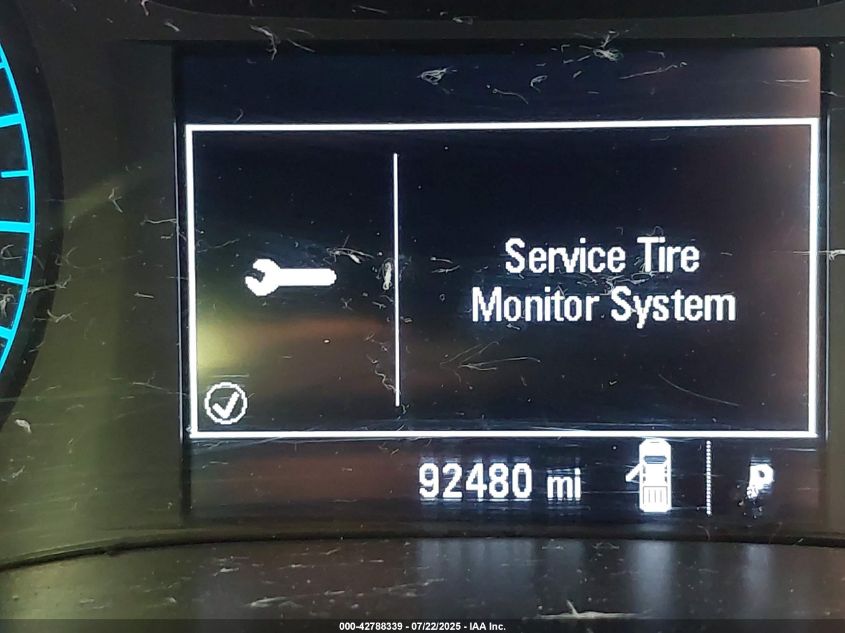 Service Tire
Monitor System
92480 mi
P
000-42788339 - 07/22/2025 - IAA Inc.